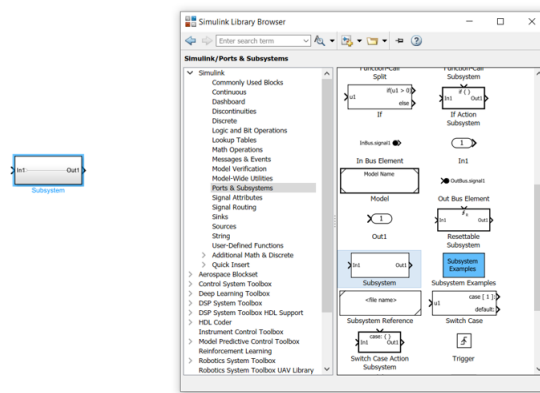 In1 Out1
Subsystem
Simulink Library Browser
Enter search term
Simulink/Ports & Subsystems
Simulink
Commonly Used Blocks
Continuous
Dashboard
Discontinuities
Discrete
Logic and Bit Operations
Lookup Tables
Math Operations
Messages & Events
Model Verification
Model-Wide Utilities
Ports & Subsystems
Signal Attributes
Signal Routing
Sinks
Sources
String
User-Defined Functions
Additional Math & Discrete
Quick Insert
Aerospace Blockset
Control System Toolbox
Deep Learning Toolbox
DSP System Toolbox
DSP System Toolbox HDL Support
HDL Coder
Instrument Control Toolbox
Model Predictive Control Toolbox
Reinforcement Learning
Robotics System Toolbox
Robotics System Toolbox UAV Library
Function-Call Function-Call
Split Subsystem
u1 if(u1 > 0) else
if { } In1 Out1
If
If Action
Subsystem
InBus.signal1
1
In Bus Element
In1
Model Name
OutBus.signal1
Model
Out Bus Element
1
In1 Out1
Out1
Resettable
Subsystem
In1 Out1
Subsystem
Examples
Subsystem
Subsystem Examples
<file name>
u1 case [ 1 ]: default:
Subsystem Reference
Switch Case
case: { }
In1 Out1
Switch Case Action
Subsystem
Trigger